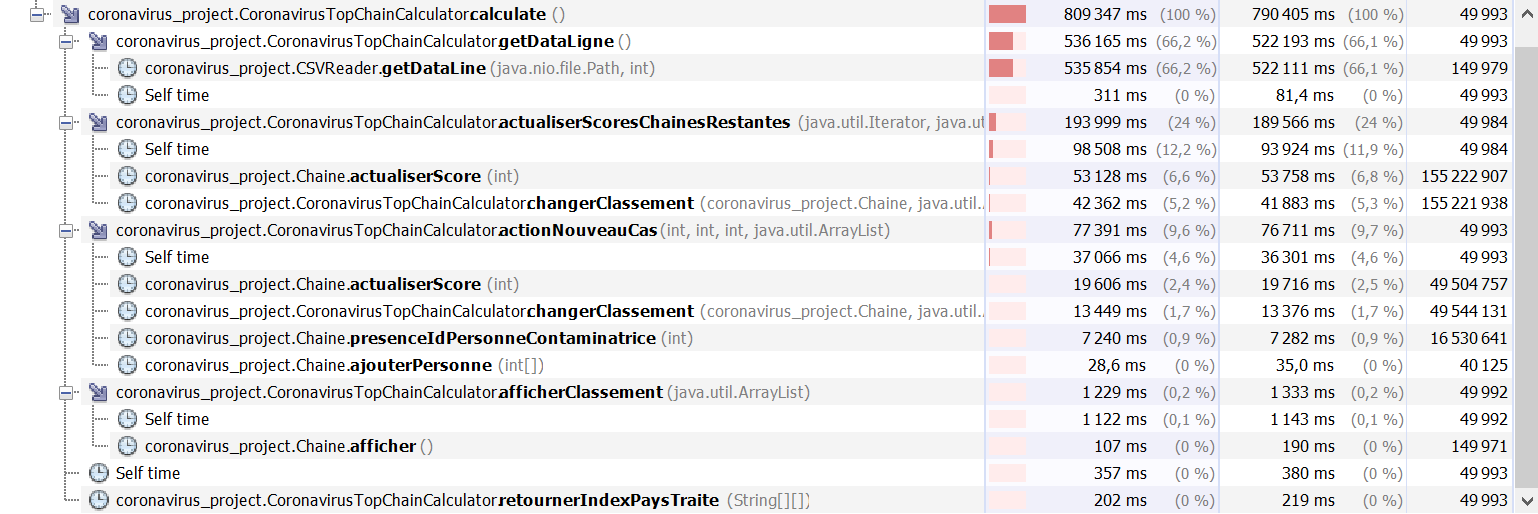 coronavirus_project.CoronavirusTopChainCalculator.calculate () 809 347 ms (100 %) 790 405 ms (100 %) 49 993
coronavirus_project.CoronavirusTopChainCalculator.getDataLigne () 536 165 ms (66,2 %) 522 193 ms (66,1 %) 49 993
coronavirus_project.CSVReader.getDataLine (java.nio.file.Path, int) 535 854 ms (66,2 %) 522 111 ms (66,1 %) 149 979
Self time 311 ms (0 %) 81,4 ms (0 %) 49 993
coronavirus_project.CoronavirusTopChainCalculator.actualiserScoresChainesRestantes (java.util.Iterator, java.ut 193 999 ms (24 %) 189 566 ms (24 %) 49 984
Self time 98 508 ms (12,2 %) 93 924 ms (11,9 %) 49 984
coronavirus_project.Chaine.actualiserScore (int) 53 128 ms (6,6 %) 53 758 ms (6,8 %) 155 222 907
coronavirus_project.CoronavirusTopChainCalculator.changerClassement (coronavirus_project.Chaine, java.util. 42 362 ms (5,2 %) 41 883 ms (5,3 %) 155 221 938
coronavirus_project.CoronavirusTopChainCalculator.actionNouveauCas (int, int, int, java.util.ArrayList) 77 391 ms (9,6 %) 76 711 ms (9,7 %) 49 993
Self time 37 066 ms (4,6 %) 36 301 ms (4,6 %) 49 993
coronavirus_project.Chaine.actualiserScore (int) 19 606 ms (2,4 %) 19 716 ms (2,5 %) 49 504 757
coronavirus_project.CoronavirusTopChainCalculator.changerClassement (coronavirus_project.Chaine, java.util.. 13 449 ms (1,7 %) 13 376 ms (1,7 %) 49 544 131
coronavirus_project.Chaine.presenceIdPersonneContaminatrice (int) 7 240 ms (0,9 %) 7 282 ms (0,9 %) 16 530 641
coronavirus_project.Chaine.ajouterPersonne (int[]) 28,6 ms (0 %) 35,0 ms (0 %) 40 125
coronavirus_project.CoronavirusTopChainCalculator.afficherClassement (java.util.ArrayList) 1 229 ms (0,2 %) 1 333 ms (0,2 %) 49 992
Self time 1 122 ms (0,1 %) 1 143 ms (0,1 %) 49 992
coronavirus_project.Chaine.afficher () 107 ms (0 %) 190 ms (0 %) 149 971
Self time 357 ms (0 %) 380 ms (0 %) 49 993
coronavirus_project.CoronavirusTopChainCalculator.retournerIndexPaysTraite (String[][]) 202 ms (0 %) 219 ms (0 %) 49 993